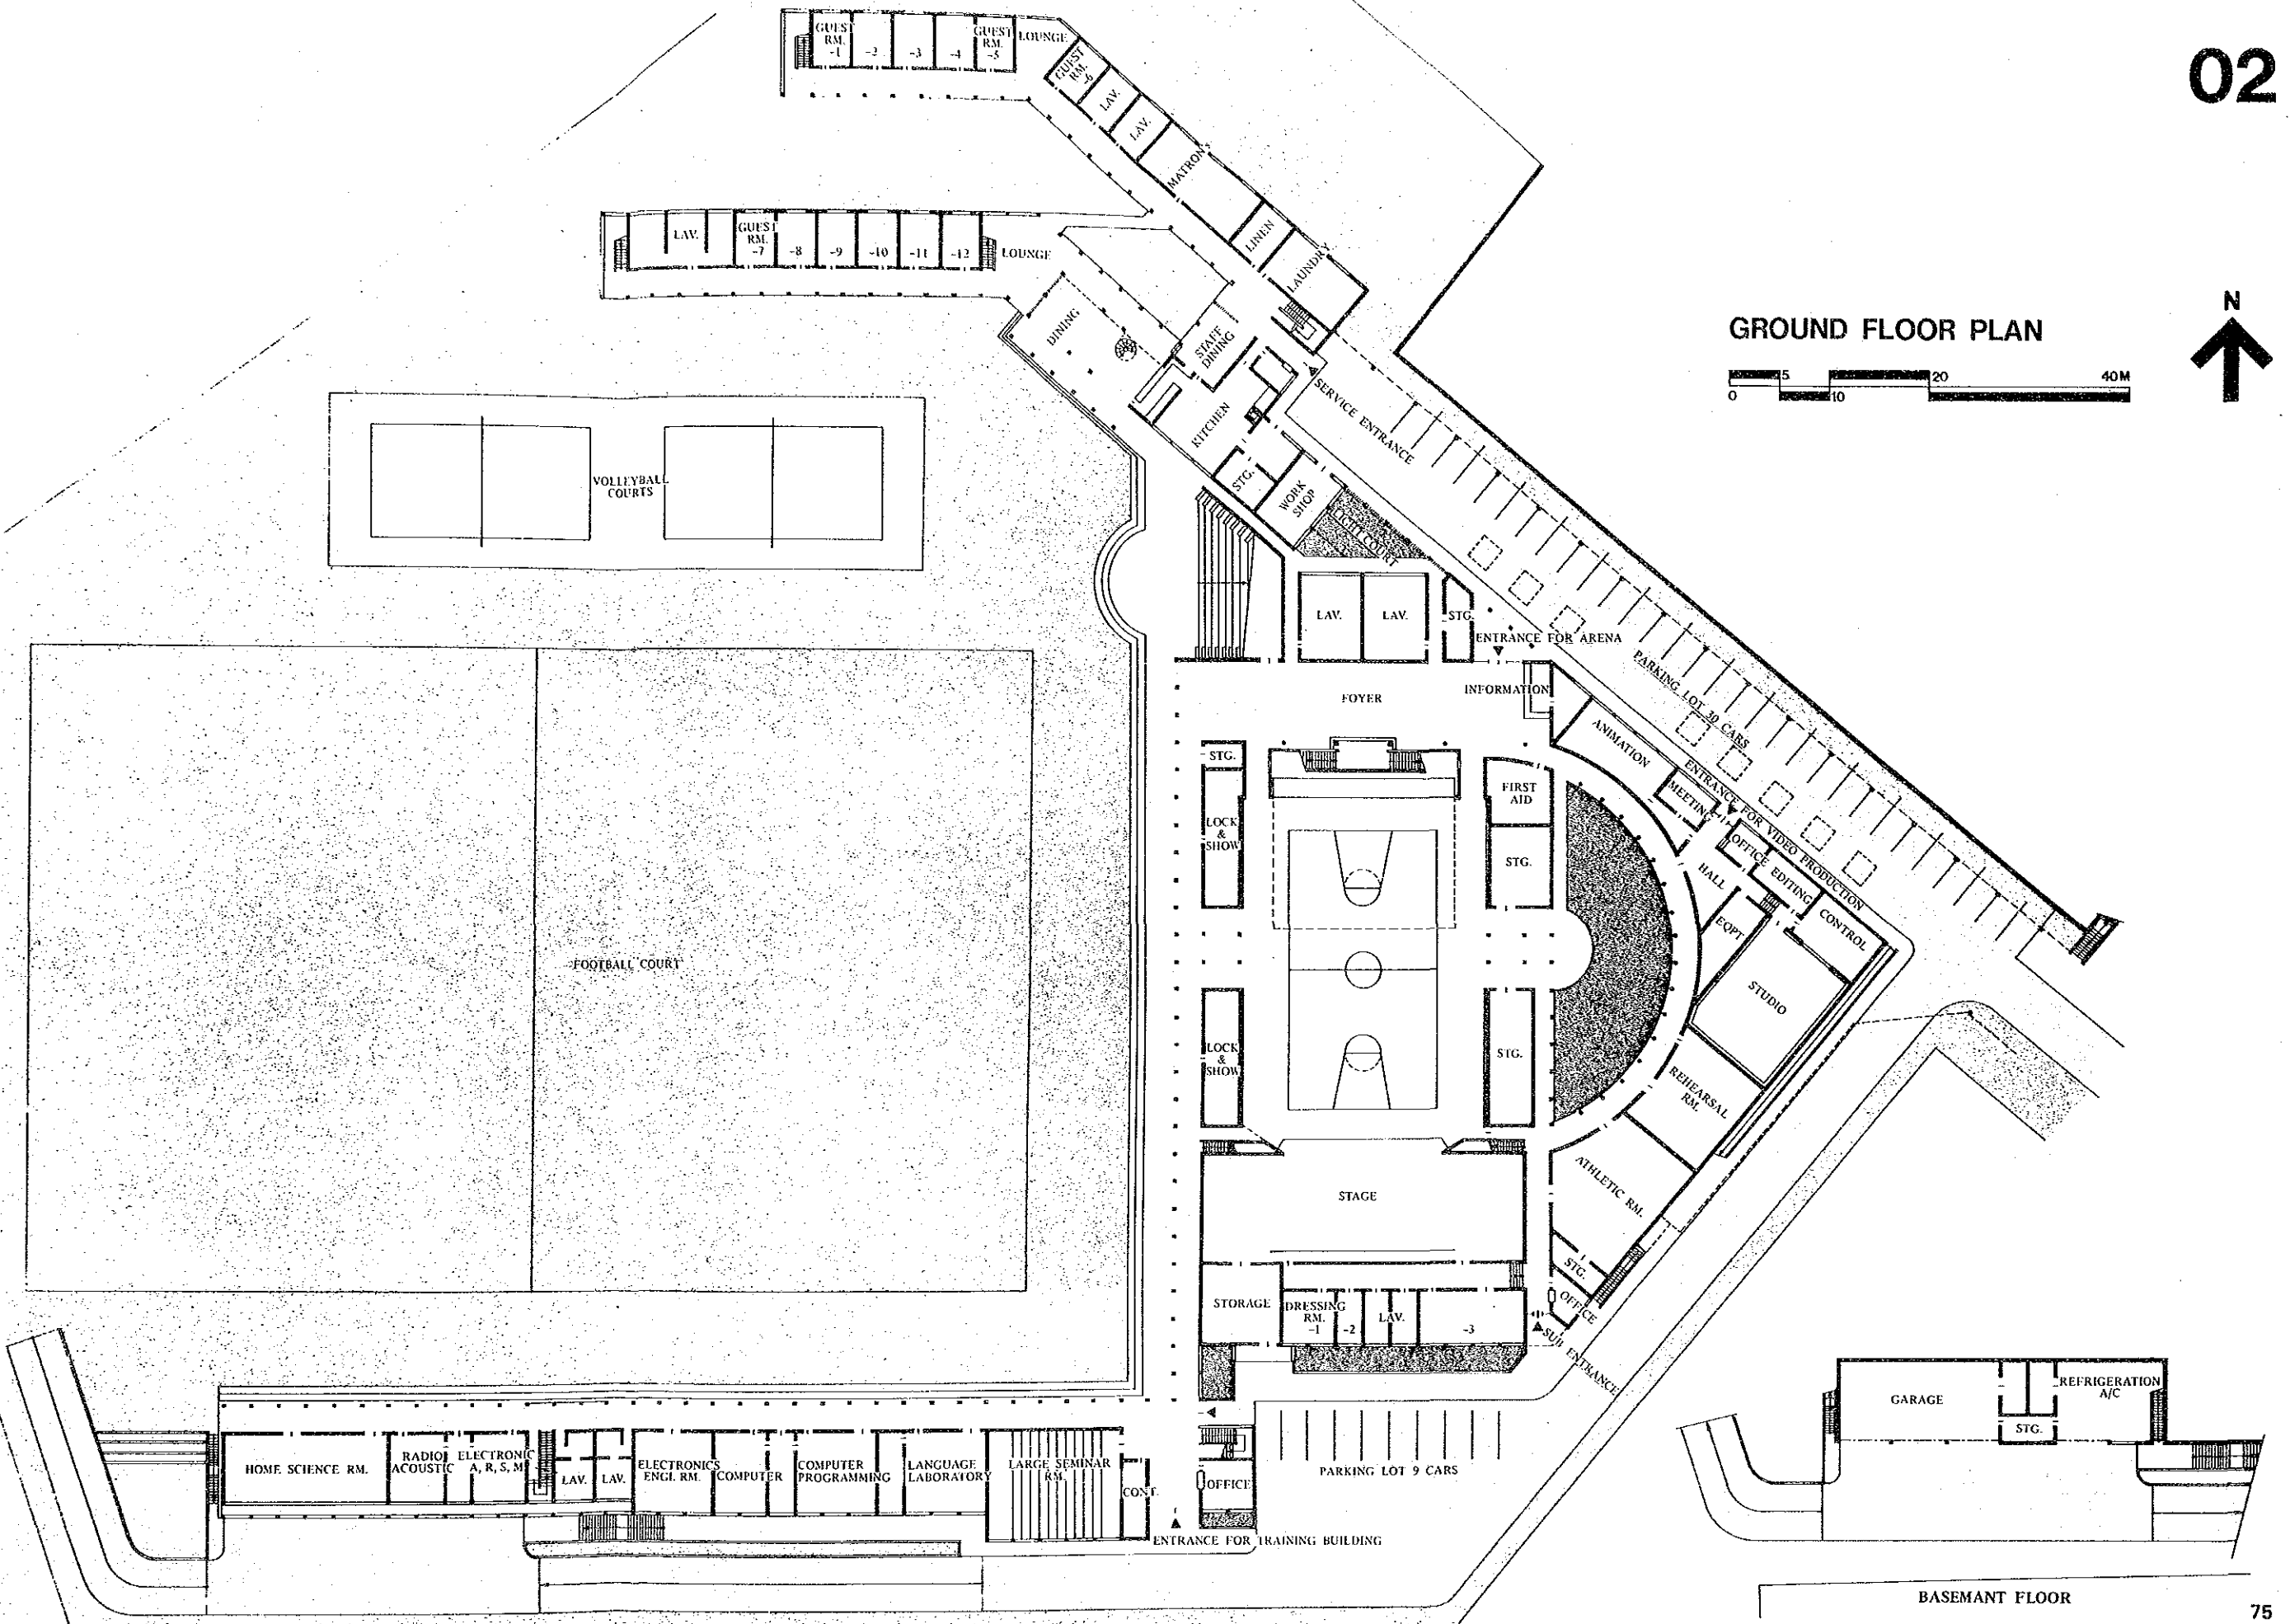 02
GUEST
RM.
-1
-2
-3
-4
GUEST
RM.
-5
LOUNGE
GUEST
RM.
-6
LAV.
LAV.
MATRON'S
LINEN
LAUNDRY
LAV.
GUEST
RM.
-7
-8
-9
-10
-11
-12
LOUNGE
GROUND FLOOR PLAN
N
5
20
40M
0
10
DINING
STAFF
DINING
KITCHEN
SERVICE ENTRANCE
STG.
WORK
SHOP
LIGHT COURT
VOLLEYBALL
COURTS
LAV.
LAV.
STG.
ENTRANCE FOR ARENA
INFORMATION
FOYER
PARKING LOT 30 CARS
ANIMATION
MEETING
ENTRANCE FOR VIDEO PRODUCTION
STG.
FIRST
AID
LOCK
&
SHOW
STG.
OFFICE
HALL
EDITING
CONTROL
EQPT
STUDIO
FOOTBALL COURT
LOCK
&
SHOW
STG.
REHEARSAL
RM.
ATHLETIC RM.
STAGE
STG.
OFFICE
SUB ENTRANCE
STORAGE
DRESSING
RM.
-1
-2
LAV.
-3
HOME SCIENCE RM.
RADIO
ACOUSTIC
ELECTRONIC
A, R, S, M
LAV.
LAV.
ELECTRONICS
ENGI. RM.
COMPUTER
COMPUTER
PROGRAMMING
LANGUAGE
LABORATORY
LARGE SEMINAR
RM.
CONT.
OFFICE
PARKING LOT 9 CARS
ENTRANCE FOR TRAINING BUILDING
GARAGE
STG.
REFRIGERATION
A/C
BASEMANT FLOOR
75